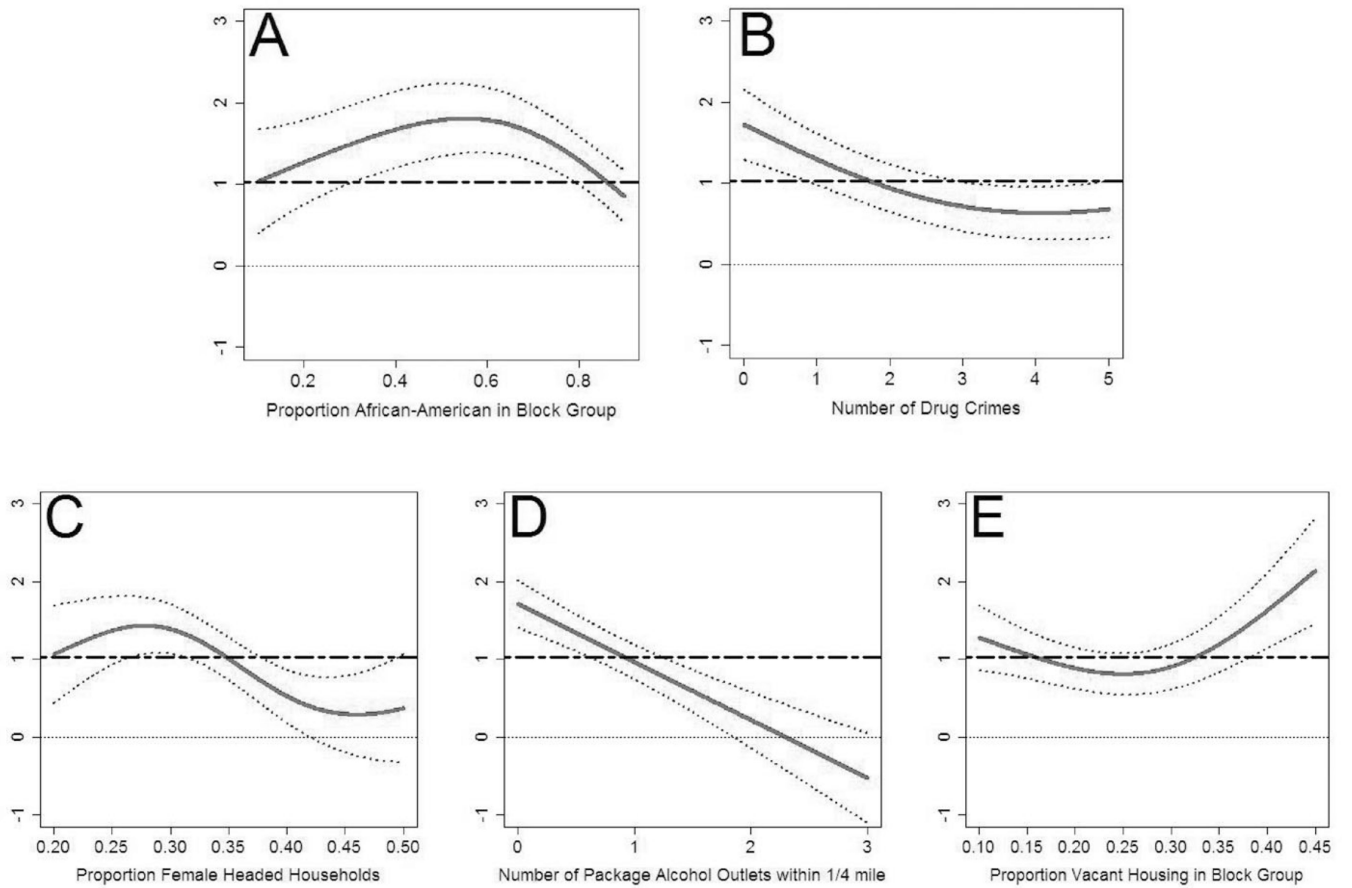 A
3
2
1
0
-1
0.2 0.4 0.6 0.8
Proportion African-American in Block Group
B
3
2
1
0
-1
0 1 2 3 4 5
Number of Drug Crimes
C
3
2
1
0
-1
0.20 0.25 0.30 0.35 0.40 0.45 0.50
Proportion Female Headed Households
D
3
2
1
0
-1
0 1 2 3
Number of Package Alcohol Outlets within 1/4 mile
E
3
2
1
0
-1
0.10 0.15 0.20 0.25 0.30 0.35 0.40 0.45
Proportion Vacant Housing in Block Group